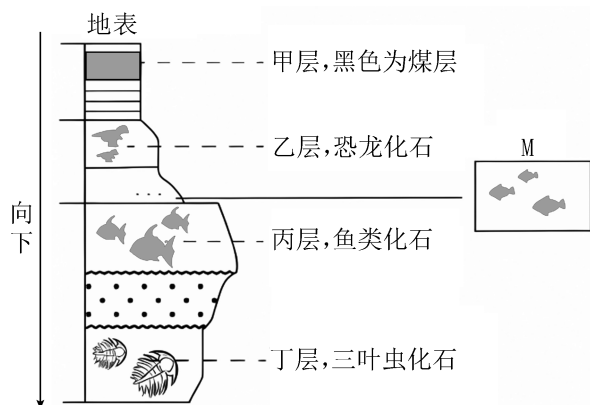 地表
甲层,黑色为煤层
乙层,恐龙化石
M
向下
丙层,鱼类化石
丁层,三叶虫化石